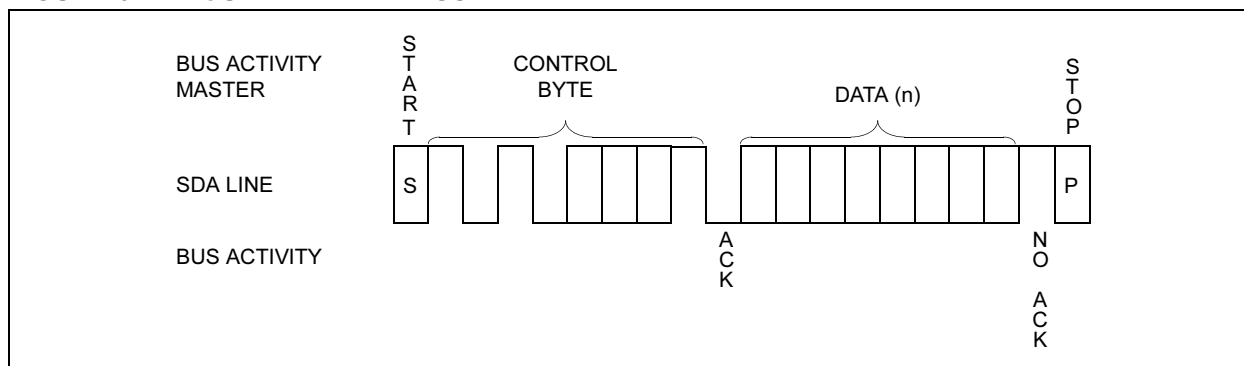 BUS ACTIVITY
MASTER
START
CONTROL
BYTE
DATA (n)
STOP
SDA LINE
S
P
BUS ACTIVITY
ACK
NO ACK